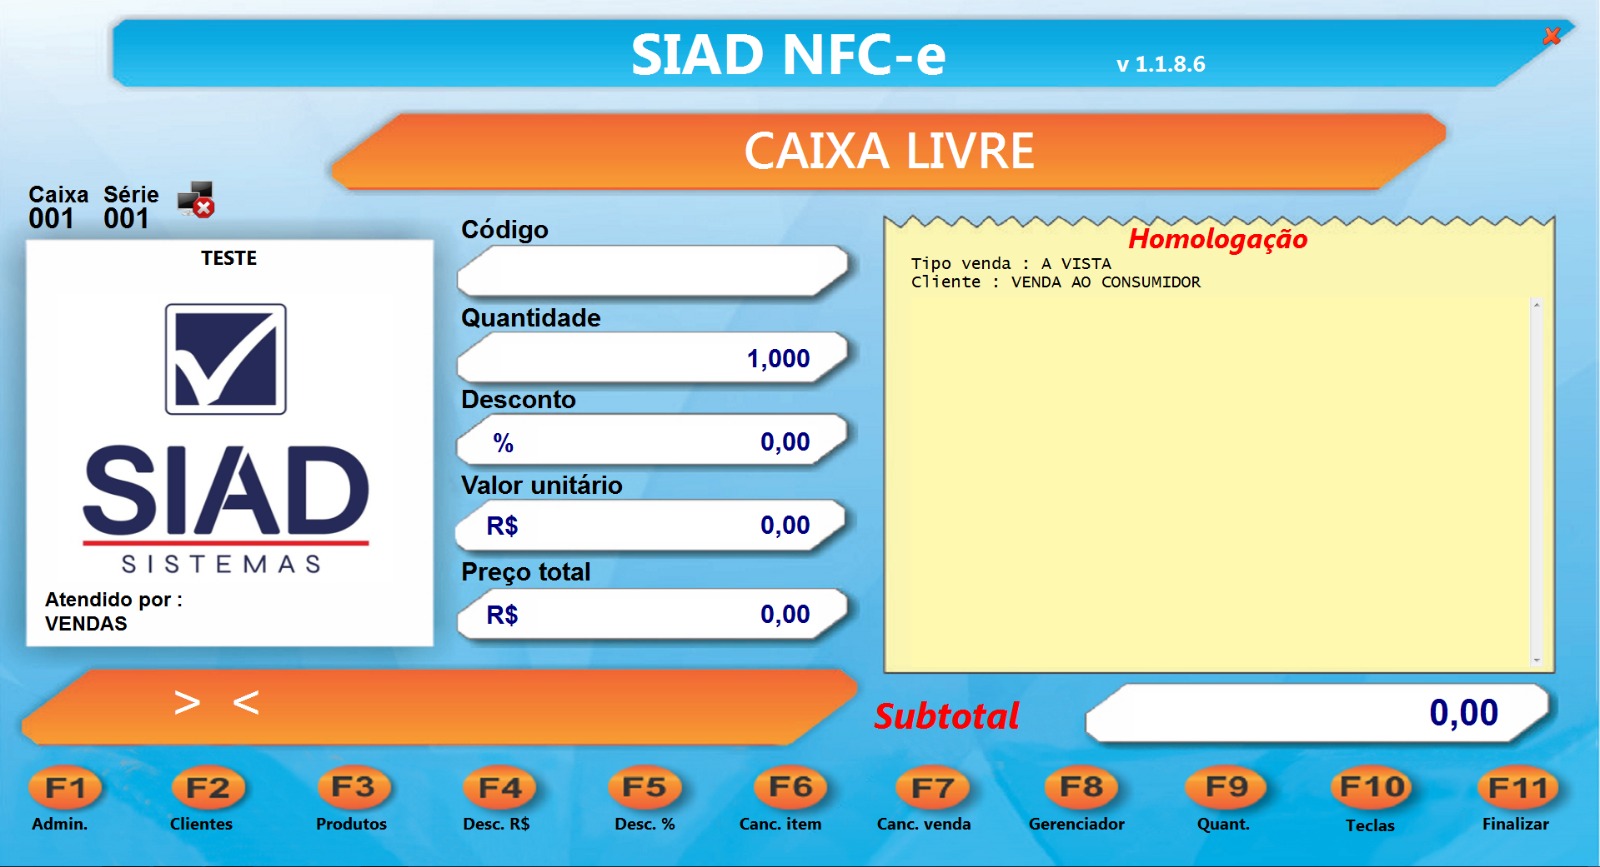 SIAD NFC-e
v 1.1.8.6
CAIXA LIVRE
Caixa Série
001 001
TESTE
SIAD
SISTEMAS
Atendido por :
VENDAS
Código
Quantidade
1,000
Desconto
% 0,00
Valor unitário
R$ 0,00
Preço total
R$ 0,00
Homologação
Tipo venda : A VISTA
Cliente : VENDA AO CONSUMIDOR
> <
Subtotal 0,00
F1 F2 F3 F4 F5 F6 F7 F8 F9 F10 F11
Admin. Clientes Produtos Desc. R$ Desc. % Canc. item Canc. venda Gerenciador Quant. Teclas Finalizar